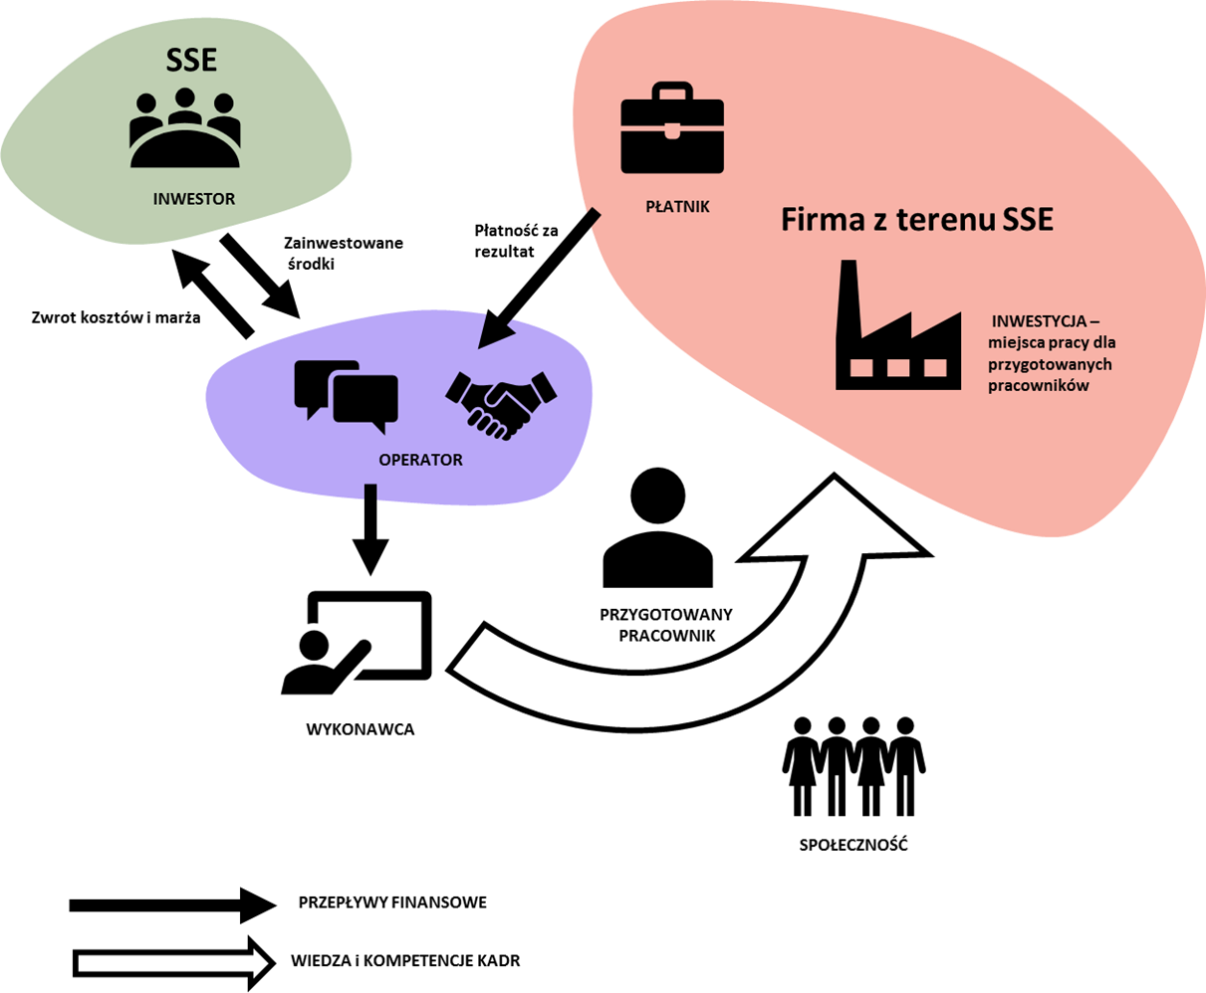 SSE
INWESTOR
PŁATNIK
Firma z terenu SSE
Płatność za
rezultat
Zainwestowane
środki
Zwrot kosztów i marża
INWESTYCJA –
miejsca pracy dla
przygotowanych
pracowników
OPERATOR
PRZYGOTOWANY
PRACOWNIK
WYKONAWCA
SPOŁECZNOŚĆ
PRZEPŁYWY FINANSOWE
WIEDZA i KOMPETENCJE KADR